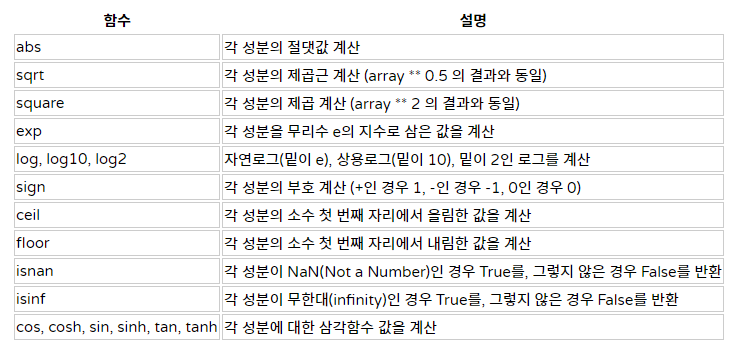 함수 설명
abs 각 성분의 절댓값 계산
sqrt 각 성분의 제곱근 계산 (array ** 0.5 의 결과와 동일)
square 각 성분의 제곱 계산 (array ** 2 의 결과와 동일)
exp 각 성분을 무리수 e의 지수로 삼은 값을 계산
log, log10, log2 자연로그(밑이 e), 상용로그(밑이 10), 밑이 2인 로그를 계산
sign 각 성분의 부호 계산 (+인 경우 1, -인 경우 -1, 0인 경우 0)
ceil 각 성분의 소수 첫 번째 자리에서 올림한 값을 계산
floor 각 성분의 소수 첫 번째 자리에서 내림한 값을 계산
isnan 각 성분이 NaN(Not a Number)인 경우 True를, 그렇지 않은 경우 False를 반환
isinf 각 성분이 무한대(infinity)인 경우 True를, 그렇지 않은 경우 False를 반환
cos, cosh, sin, sinh, tan, tanh 각 성분에 대한 삼각함수 값을 계산